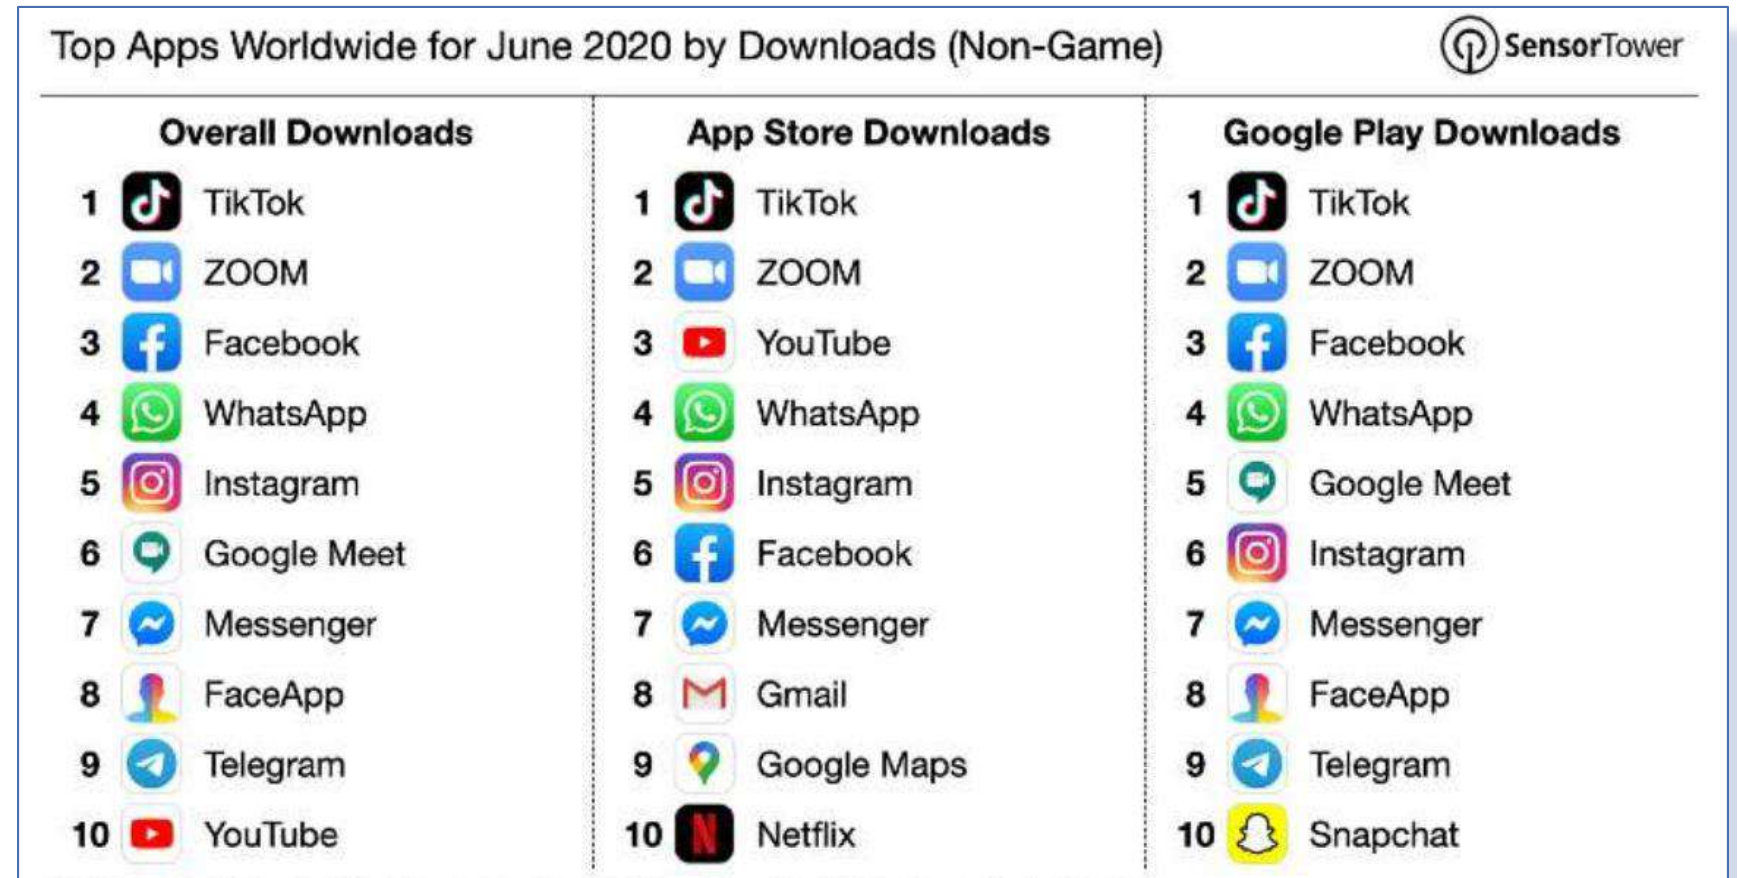 Top Apps Worldwide for June 2020 by Downloads (Non-Game)
SensorTower
Overall Downloads
1 TikTok
2 ZOOM
3 Facebook
4 WhatsApp
5 Instagram
6 Google Meet
7 Messenger
8 FaceApp
9 Telegram
10 YouTube
App Store Downloads
1 TikTok
2 ZOOM
3 YouTube
4 WhatsApp
5 Instagram
6 Facebook
7 Messenger
8 Gmail
9 Google Maps
10 Netflix
Google Play Downloads
1 TikTok
2 ZOOM
3 Facebook
4 WhatsApp
5 Google Meet
6 Instagram
7 Messenger
8 FaceApp
9 Telegram
10 Snapchat